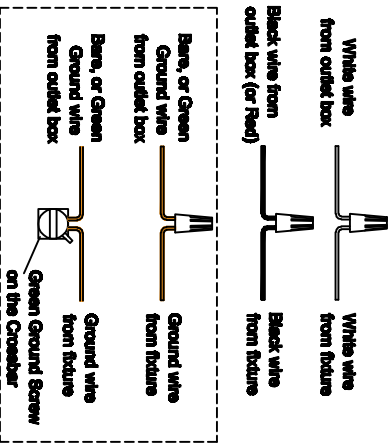 White wire
from outlet box
White wire
from fixture
Black wire from
outlet box (or Red)
Black wire
from fixture
Bare, or Green
Ground wire
from outlet box
Ground wire
from fixture
Bare, or Green
Ground wire
from outlet box
Ground wire
from fixture
Green Ground Screw
on the Crossbar